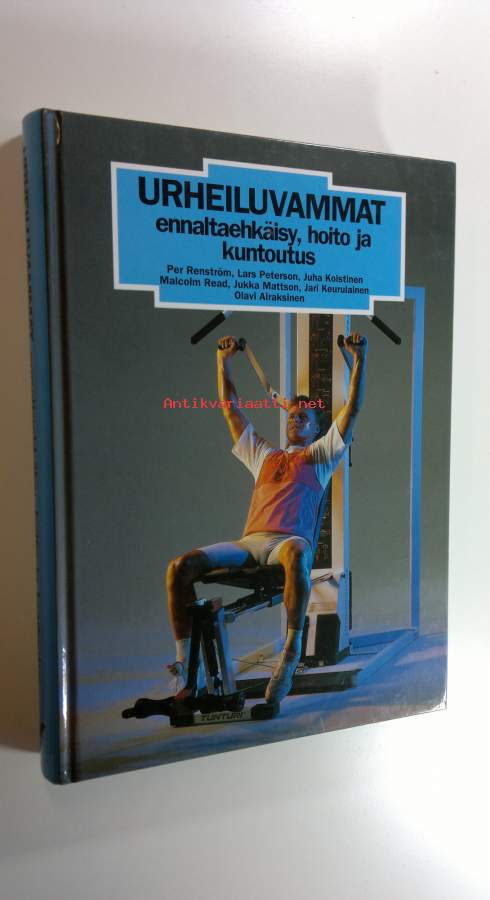 URHEILUVAMMAT
ennaltaehkäisy, hoito ja
kuntoutus
Per Renström, Lars Peterson, Juha Koistinen
Malcolm Read, Jukka Mattson, Jari Keurulainen
Olavi Airaksinen
Antikvariaatti.net
TUNTURI